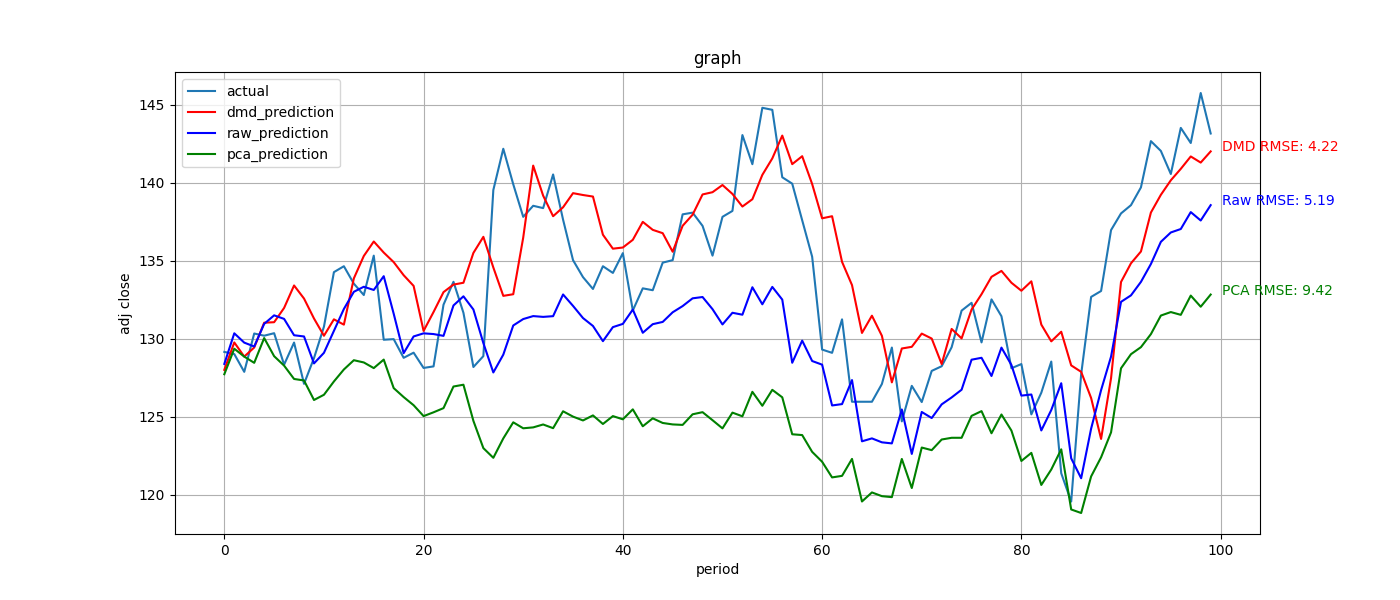 graph
actual
dmd_prediction
raw_prediction
pca_prediction
145
140
135
130
125
120
adj close
0 20 40 60 80 100
period
DMD RMSE: 4.22
Raw RMSE: 5.19
PCA RMSE: 9.42